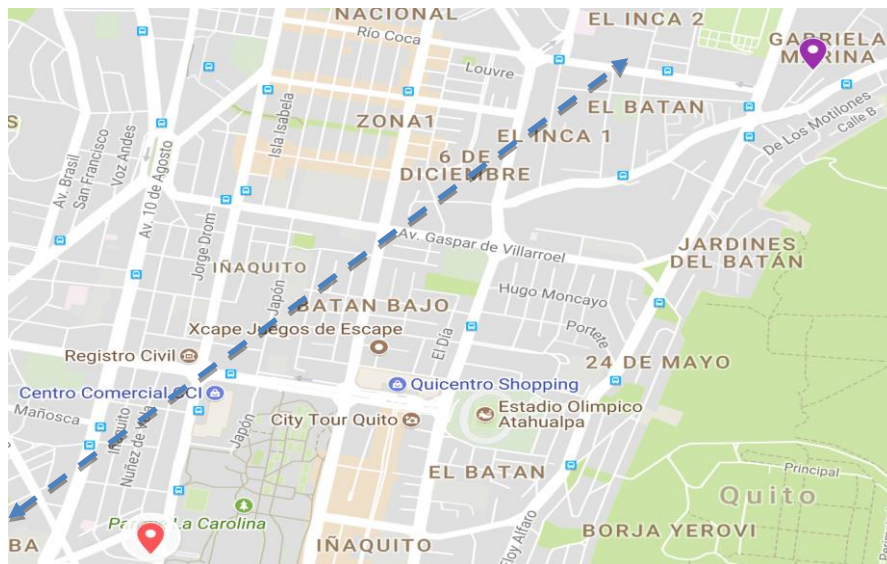 NACIONAL
EL INCA 2
Río Coca
GABRIELA
MARINA
Louvre
S
EL BATAN
ZONA1
EL INCA 1
De Los Motilones
Calle B
Isla Isabela
Av. Brasil
San Francisco
Voz Andes
Av. 10 de Agosto
6 DE
DICIEMBRE
Jorge Drom
Av. Gaspar de Villarroel
JARDINES
DEL BATÁN
IÑAQUITO
Japón
Hugo Moncayo
BATAN BAJO
Xcape Juegos de Escape
El Día
Portete
Registro Civil
24 DE MAYO
Centro Comercial CCI
Quicentro Shopping
Mañosca
Iñaquito
Nuñez de Vela
Japón
City Tour Quito
Estadio Olimpico
Atahualpa
EL BATAN
Principal
Quito
Parque La Carolina
Eloy Alfaro
BORJA YEROVI
BA
IÑAQUITO